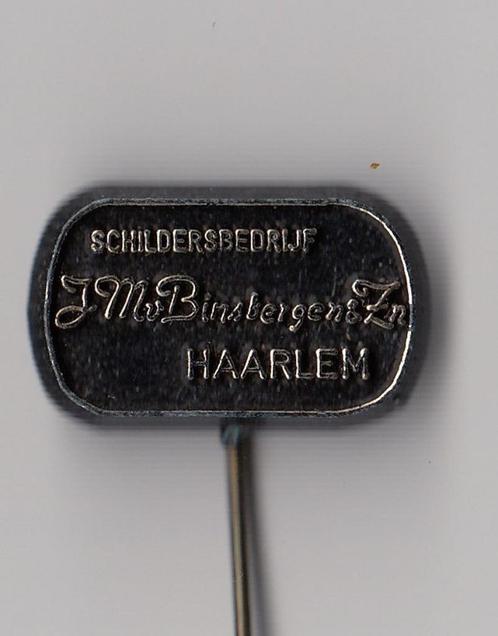 SCHILDERSBEDRIJF
J M v Binsbergen & Zn
HAARLEM